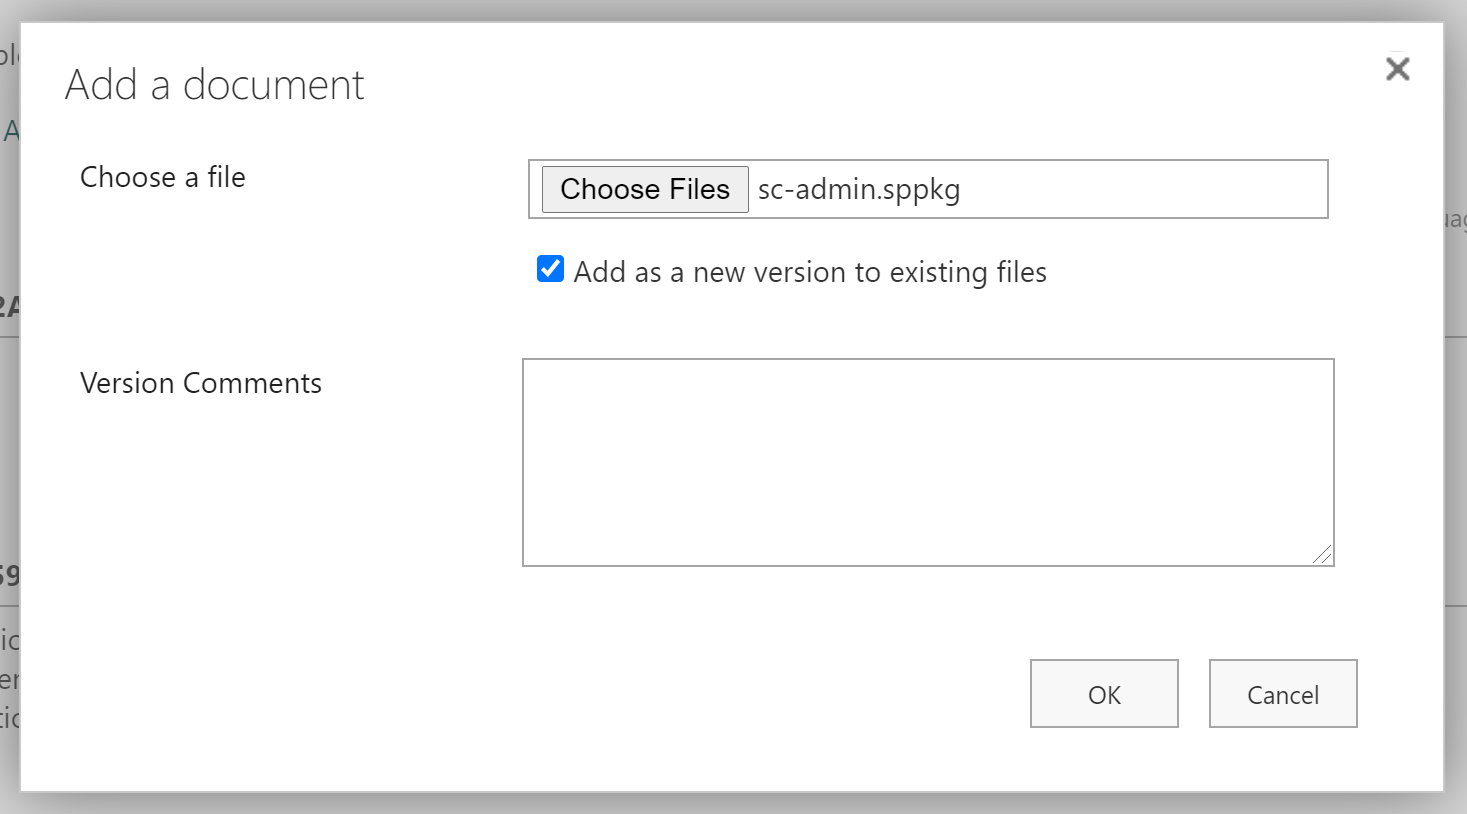 Add a document
Choose a file
Choose Files sc-admin.sppkg
Add as a new version to existing files
Version Comments
OK Cancel